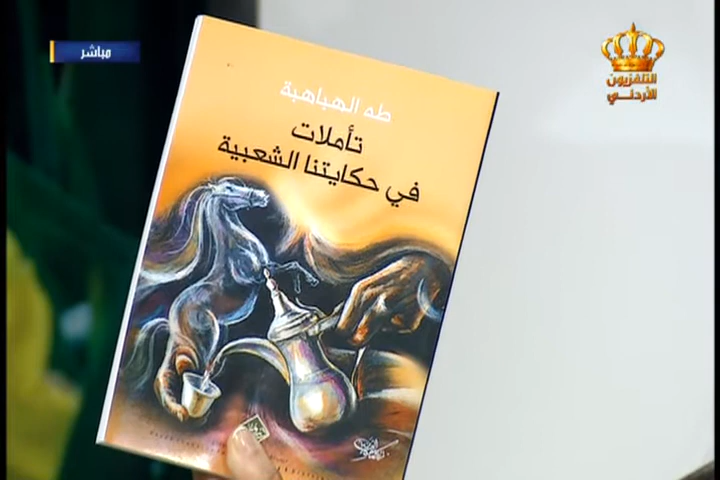 مباشر
التلفزيون
الأردني
طه الهباهبة
تأملات
في حكايتنا الشعبية